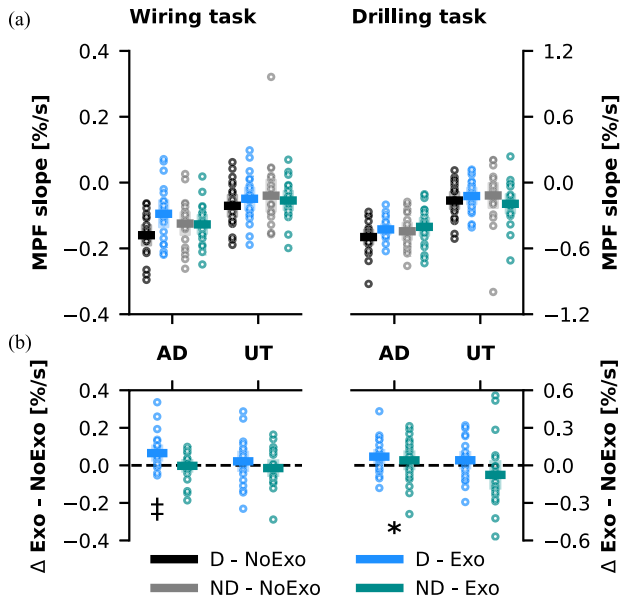 (a)
Wiring task
Drilling task
MPF slope [%/s]
0.4
0.2
0.0
−0.2
−0.4
1.2
0.6
0.0
−0.6
−1.2
MPF slope [%/s]
(b)
AD
UT
AD
UT
Δ Exo - NoExo [%/s]
0.4
0.2
0.0
−0.2
−0.4
‡
*
0.6
0.3
0.0
−0.3
−0.6
Δ Exo - NoExo [%/s]
D - NoExo
D - Exo
ND - NoExo
ND - Exo